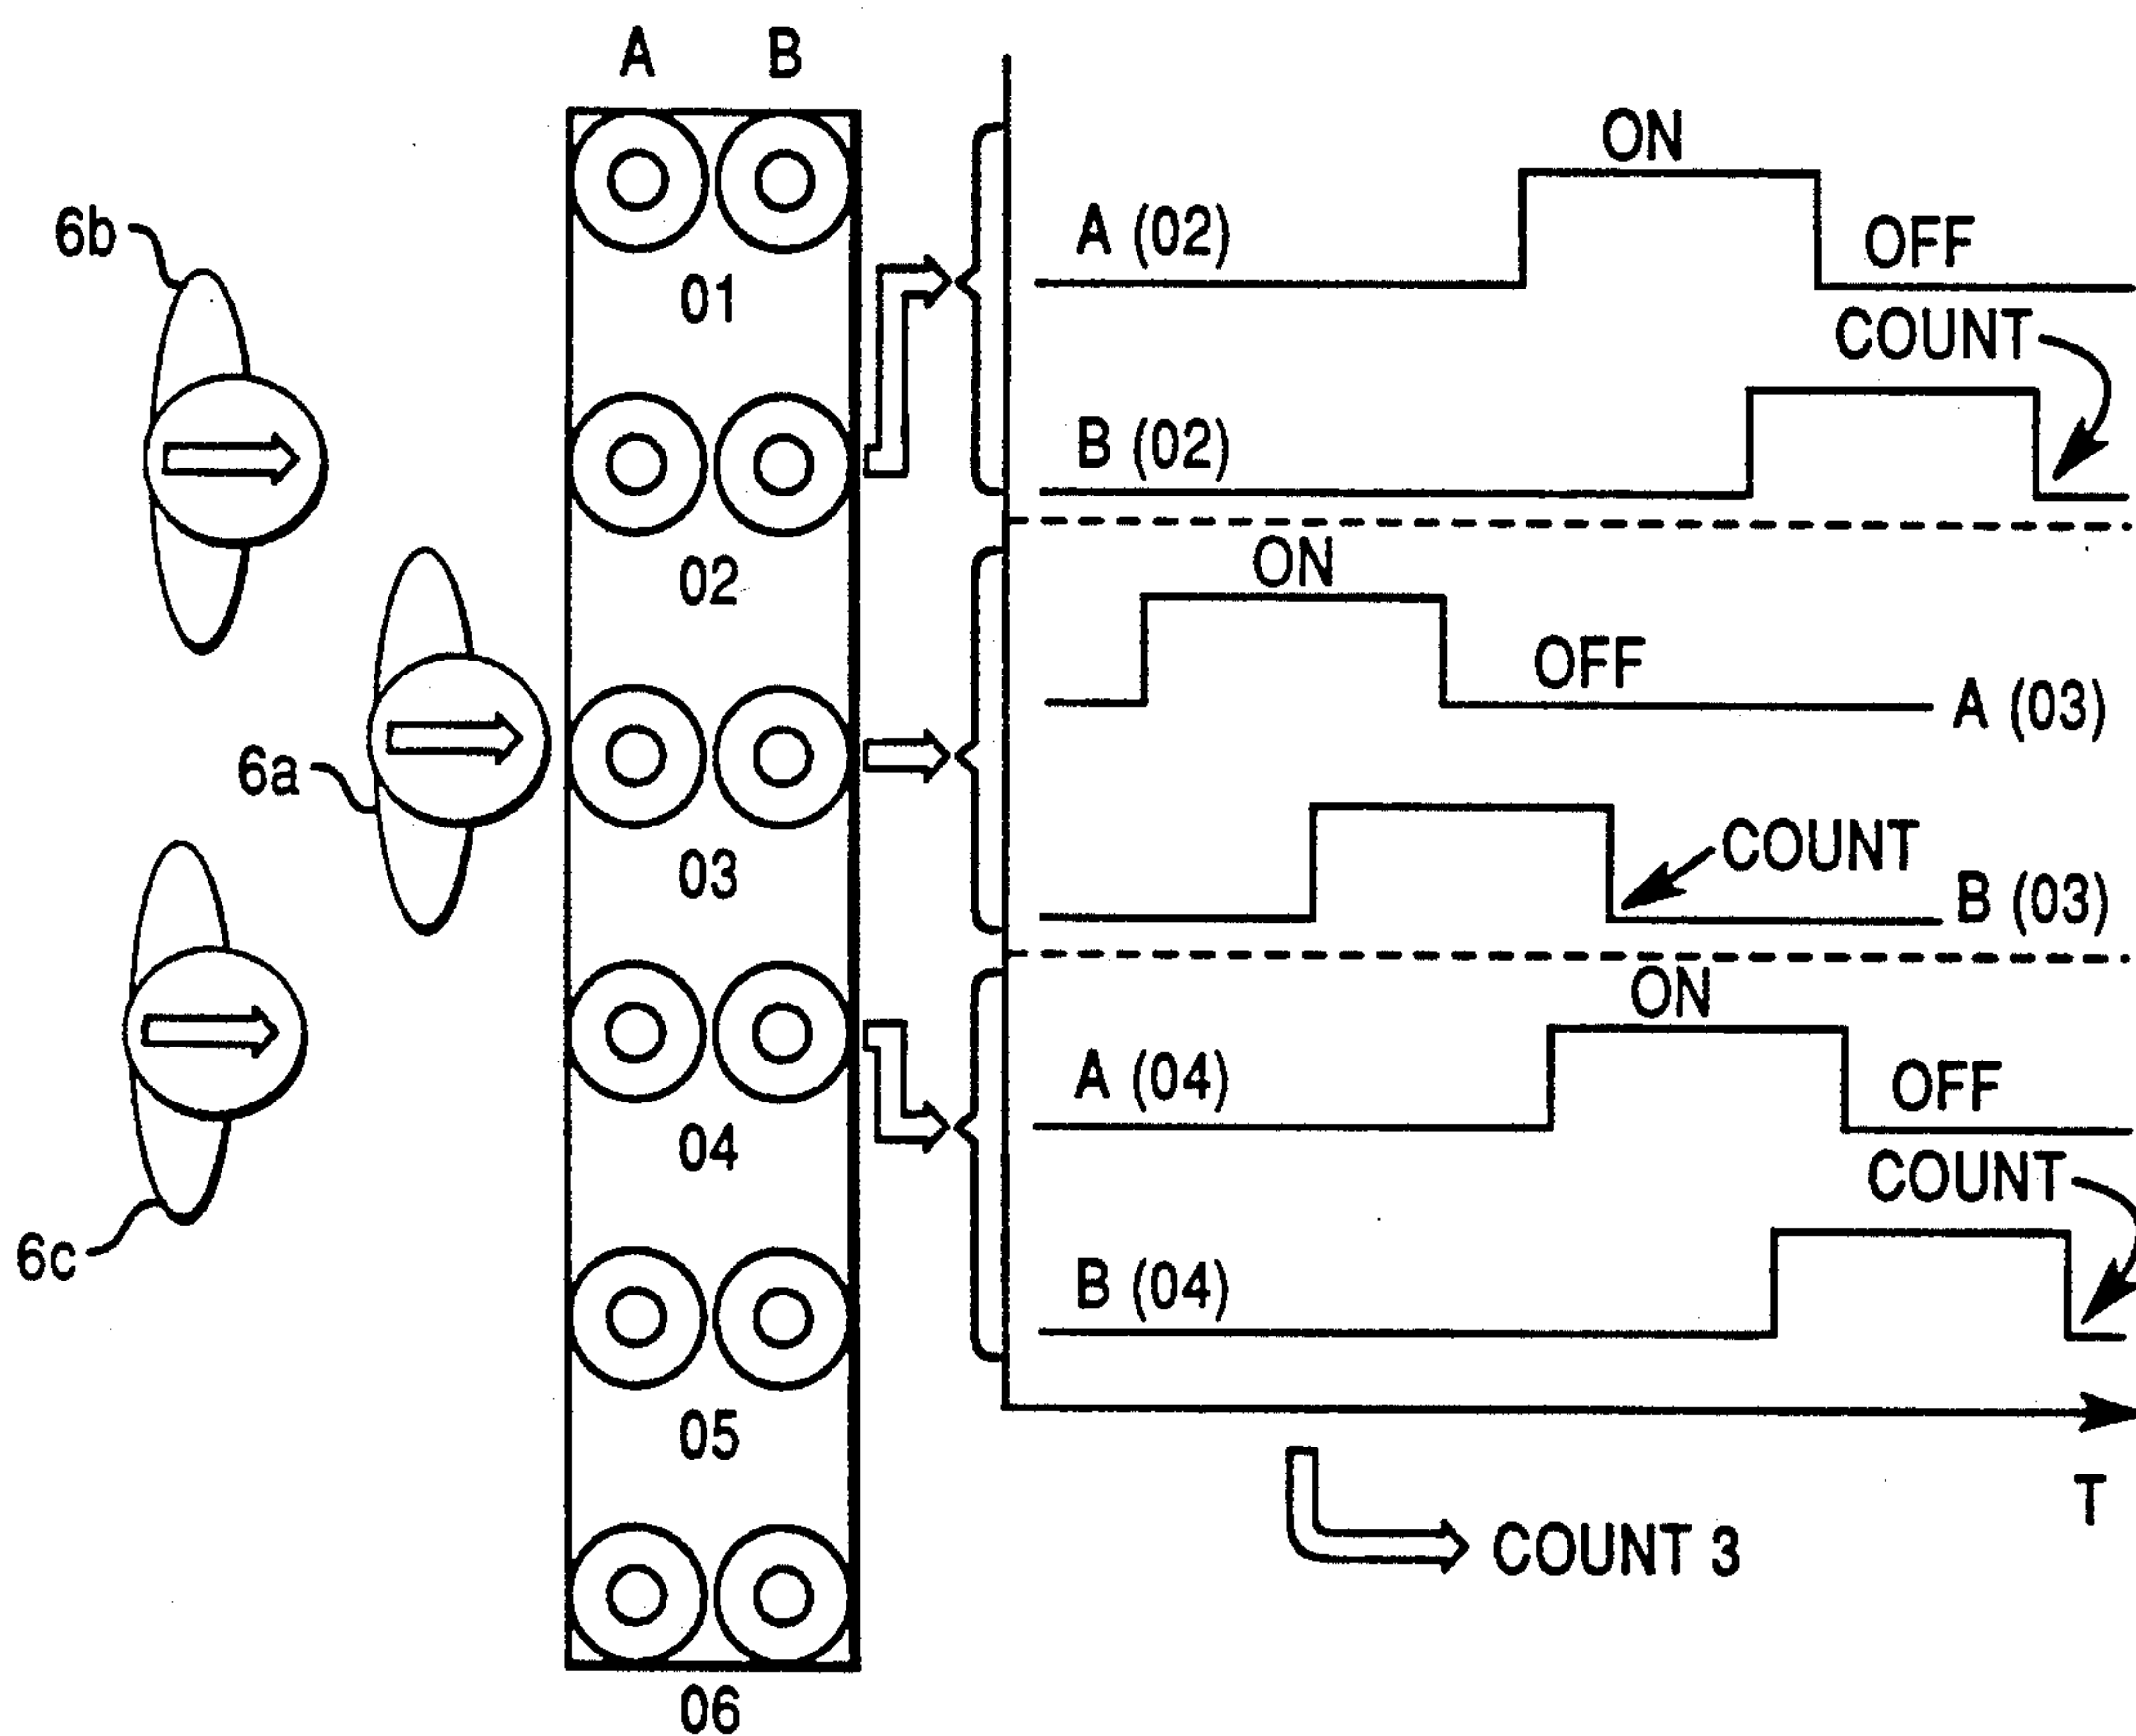 A B
6b
6a
6c
01
02
03
04
05
06
ON
A (02)
OFF
COUNT
B (02)
ON
OFF
A (03)
COUNT
B (03)
ON
A (04)
OFF
COUNT
B (04)
T
COUNT 3